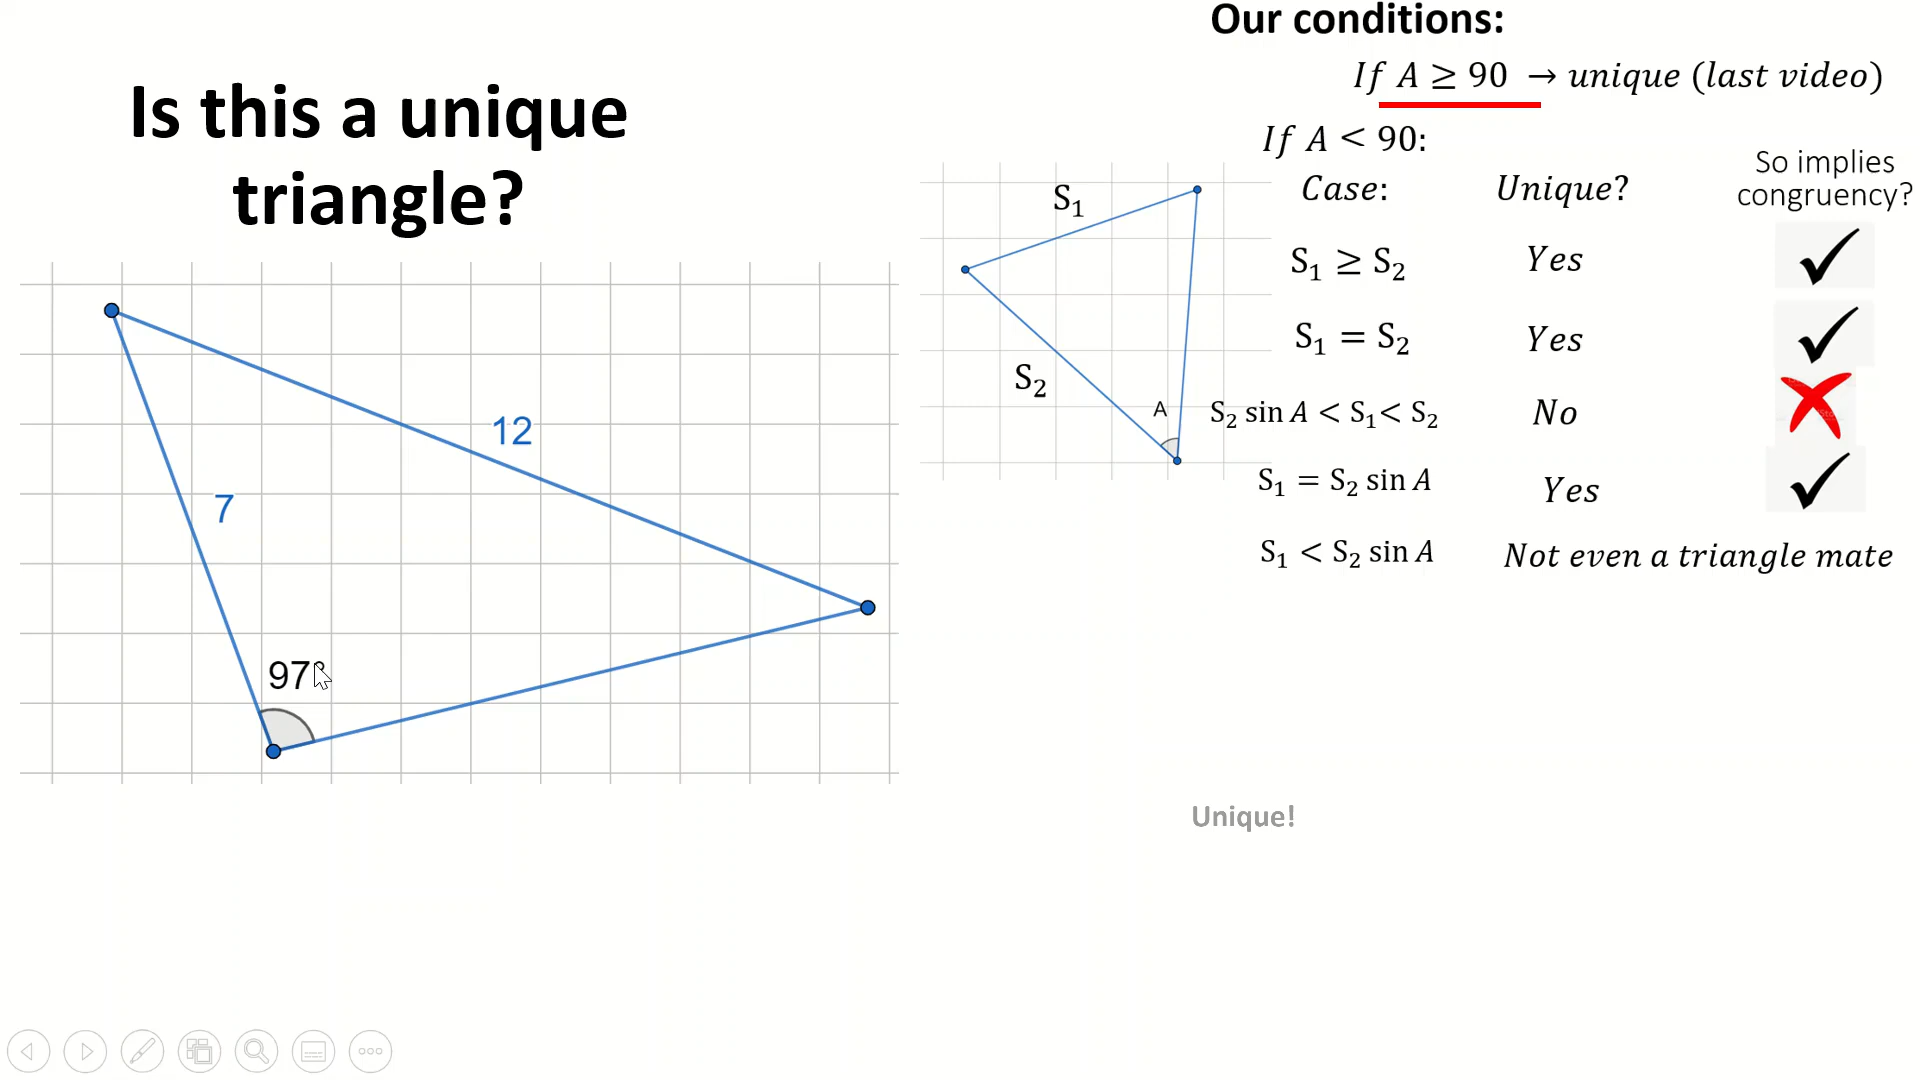 Is this a unique
triangle?
12
7
97°
Our conditions:
If A ≥ 90 → unique (last video)
If A < 90:
Case: Unique? So implies
congruency?
S₁
S₂
A
S₁ ≥ S₂ Yes
S₁ = S₂ Yes
S₂ sin A < S₁< S₂ No
S₁ = S₂ sin A Yes
S₁ < S₂ sin A Not even a triangle mate
Unique!